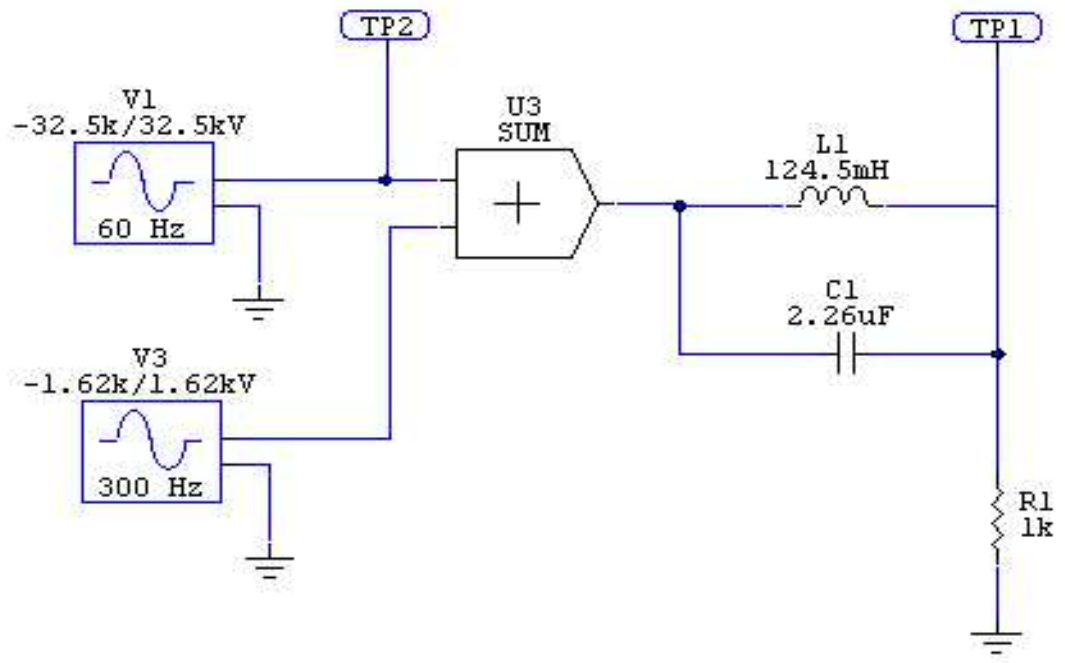 TP2
TP1
V1
-32.5k/32.5kV
60 Hz
U3
SUM
L1
124.5mH
C1
2.26uF
V3
-1.62k/1.62kV
300 Hz
R1
1k